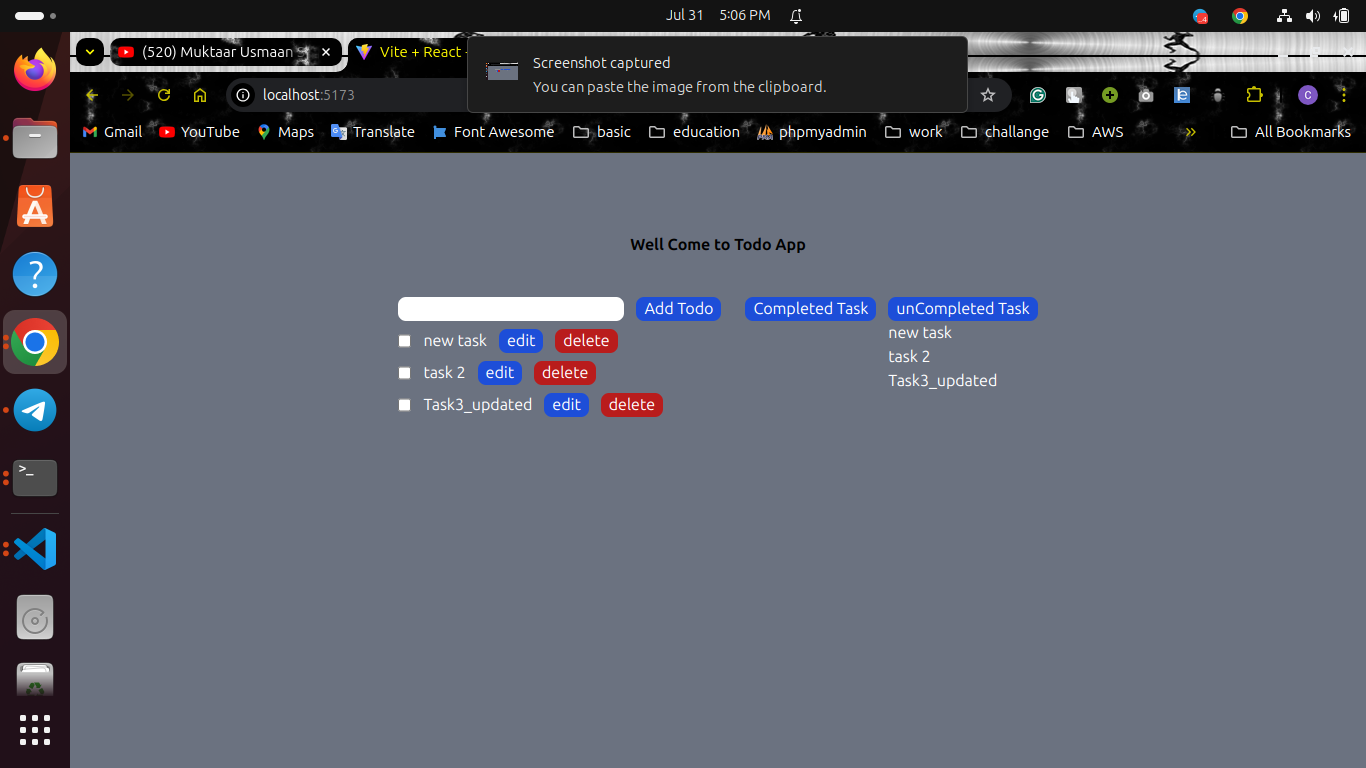 Jul 31 5:06 PM
(520) Muktaar Usmaan
Vite + React
Screenshot captured
You can paste the image from the clipboard.
localhost:5173
C
Gmail YouTube Maps Translate Font Awesome basic education phpmyadmin work challange AWS » All Bookmarks
Well Come to Todo App
Add Todo Completed Task unCompleted Task
new task edit delete
task 2 edit delete
Task3_updated edit delete
new task
task 2
Task3_updated